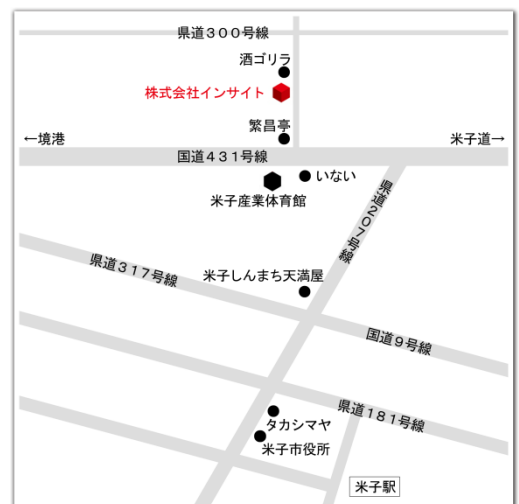 県道300号線
酒ゴリラ
株式会社インサイト
繁昌亭
←境港
米子道→
国道431号線
いない
米子産業体育館
県道207号線
県道317号線
米子しんまち天満屋
国道9号線
県道181号線
タカシマヤ
米子市役所
米子駅